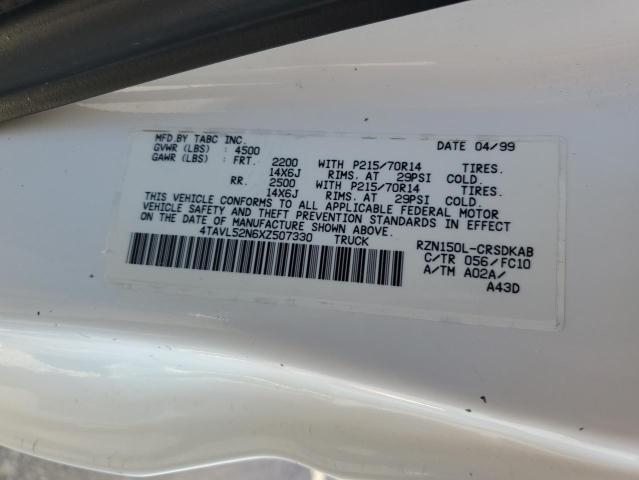 MFD.BY TABC INC. DATE 04/99
GVWR (LBS) : 4500
GAWR (LBS) : FRT. 2200 WITH P215/70R14 TIRES.
14X6J RIMS. AT 29PSI COLD.
RR. 2500 WITH P215/70R14 TIRES.
14X6J RIMS. AT 29PSI COLD.
THIS VEHICLE CONFORMS TO ALL APPLICABLE FEDERAL MOTOR
VEHICLE SAFETY AND THEFT PREVENTION STANDARDS IN EFFECT
ON THE DATE OF MANUFACTURE SHOWN ABOVE.
4TAVL52N6XZ507330 TRUCK RZN150L-CRSDKAB
C/TR 056/FC10
A/TM A02A/
A43D